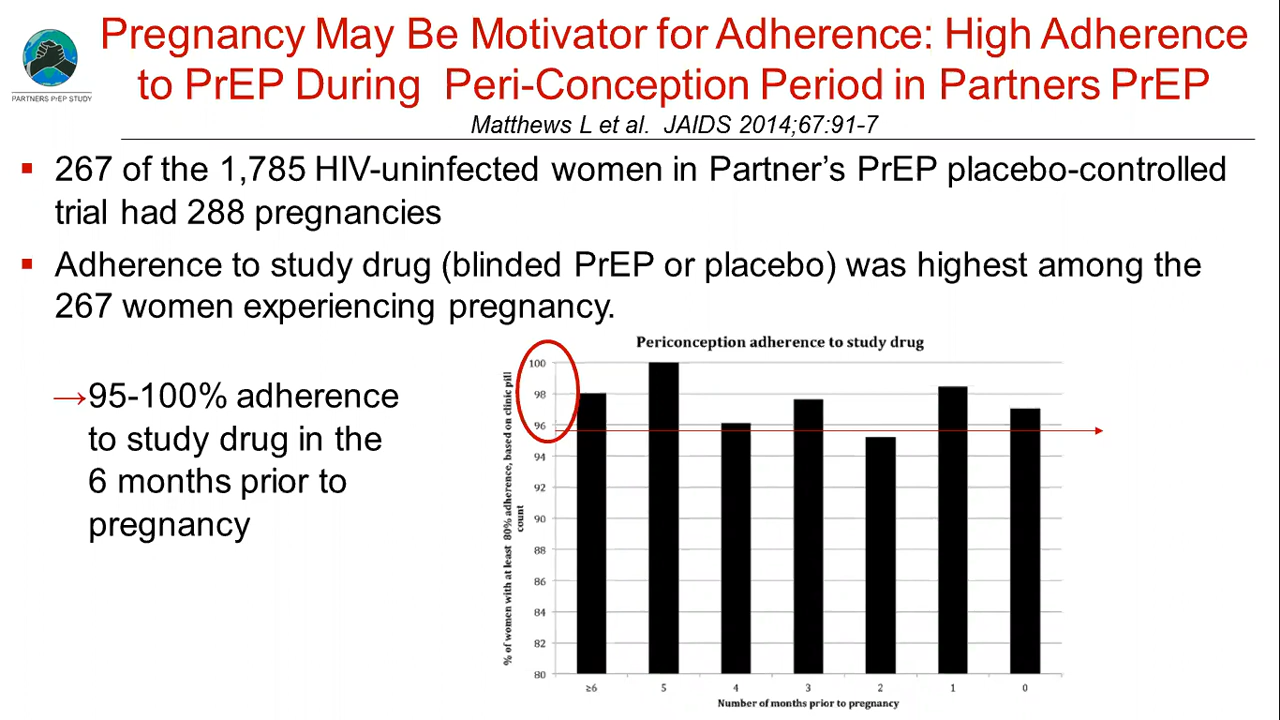 Pregnancy May Be Motivator for Adherence: High Adherence
to PrEP During Peri-Conception Period in Partners PrEP
PARTNERS PrEP STUDY
Matthews L et al. JAIDS 2014;67:91-7
▪ 267 of the 1,785 HIV-uninfected women in Partner’s PrEP placebo-controlled
trial had 288 pregnancies
▪ Adherence to study drug (blinded PrEP or placebo) was highest among the
267 women experiencing pregnancy.
→95-100% adherence
to study drug in the
6 months prior to
pregnancy
Periconception adherence to study drug
% of women with at least 80% adherence, based on clinic pill
count
100
98
96
94
92
90
88
86
84
82
80
≥6 5 4 3 2 1 0
Number of months prior to pregnancy